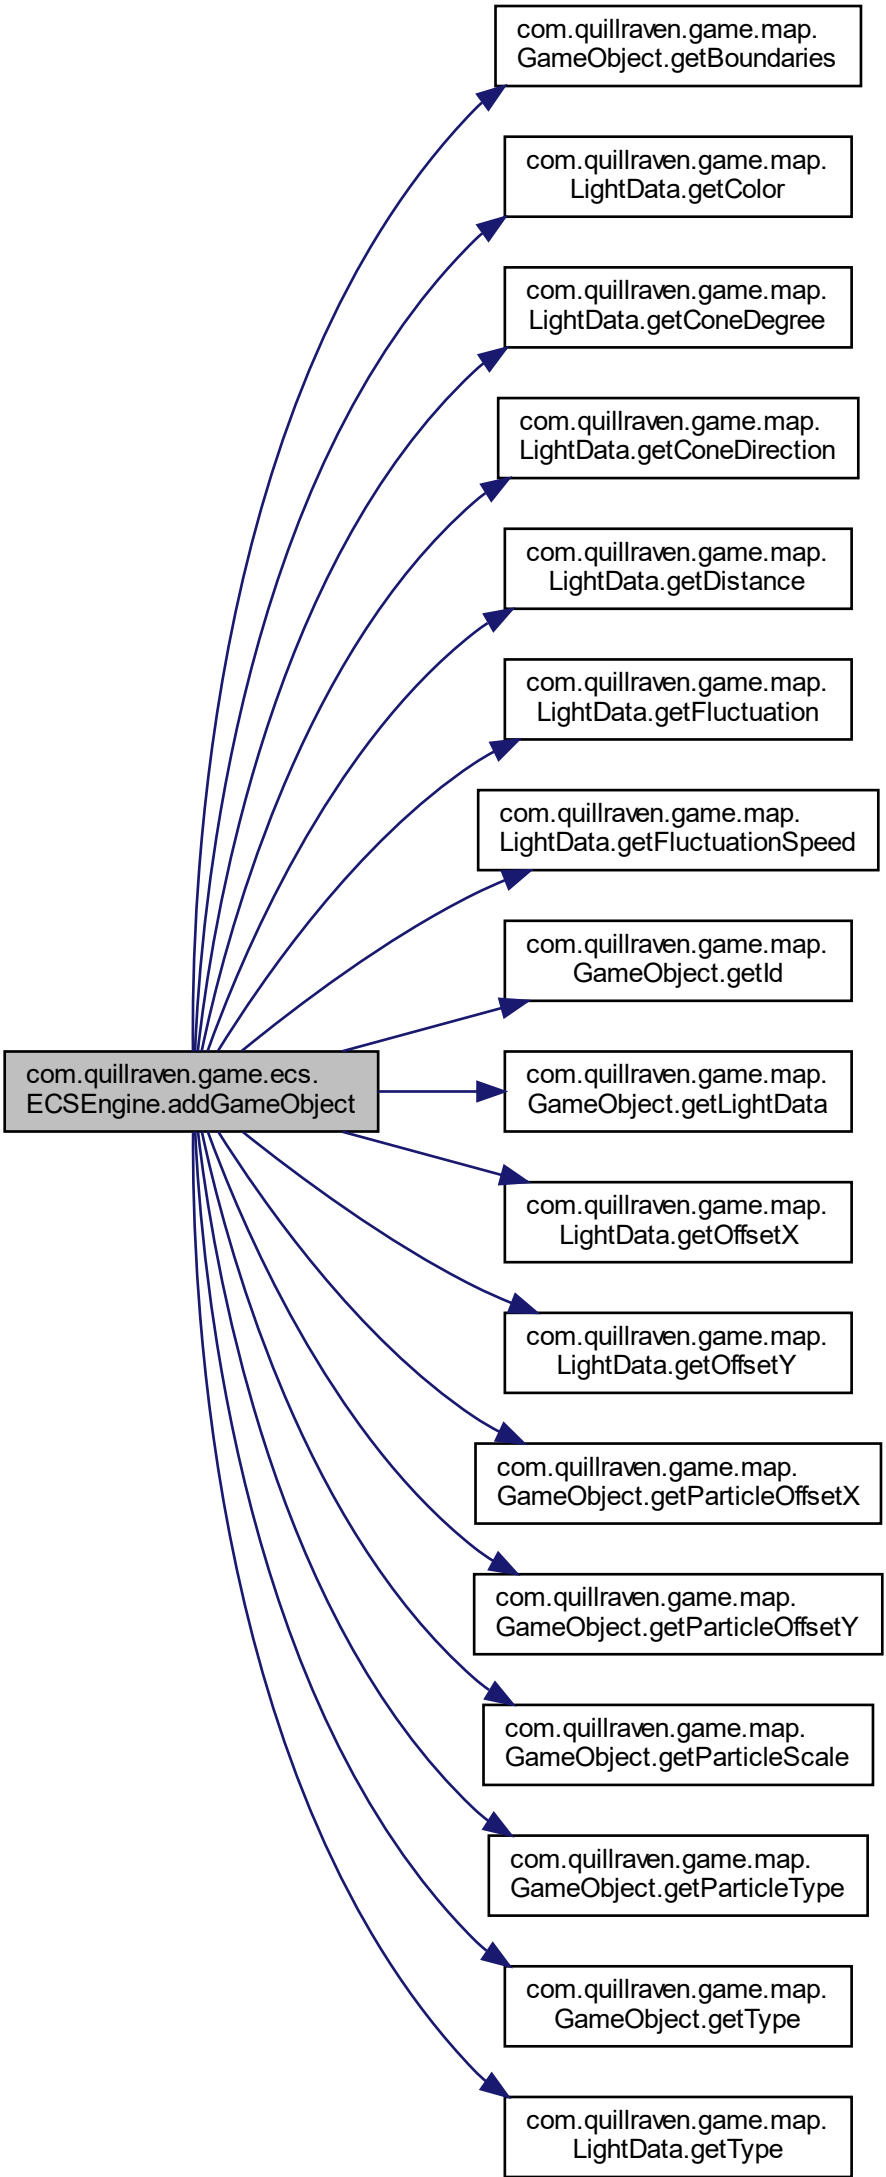 com.quillraven.game.map.
GameObject.getBoundaries
com.quillraven.game.map.
LightData.getColor
com.quillraven.game.map.
LightData.getConeDegree
com.quillraven.game.map.
LightData.getConeDirection
com.quillraven.game.map.
LightData.getDistance
com.quillraven.game.map.
LightData.getFluctuation
com.quillraven.game.map.
LightData.getFluctuationSpeed
com.quillraven.game.map.
GameObject.getId
com.quillraven.game.ecs.
ECSEngine.addGameObject
com.quillraven.game.map.
GameObject.getLightData
com.quillraven.game.map.
LightData.getOffsetX
com.quillraven.game.map.
LightData.getOffsetY
com.quillraven.game.map.
GameObject.getParticleOffsetX
com.quillraven.game.map.
GameObject.getParticleOffsetY
com.quillraven.game.map.
GameObject.getParticleScale
com.quillraven.game.map.
GameObject.getParticleType
com.quillraven.game.map.
GameObject.getType
com.quillraven.game.map.
LightData.getType